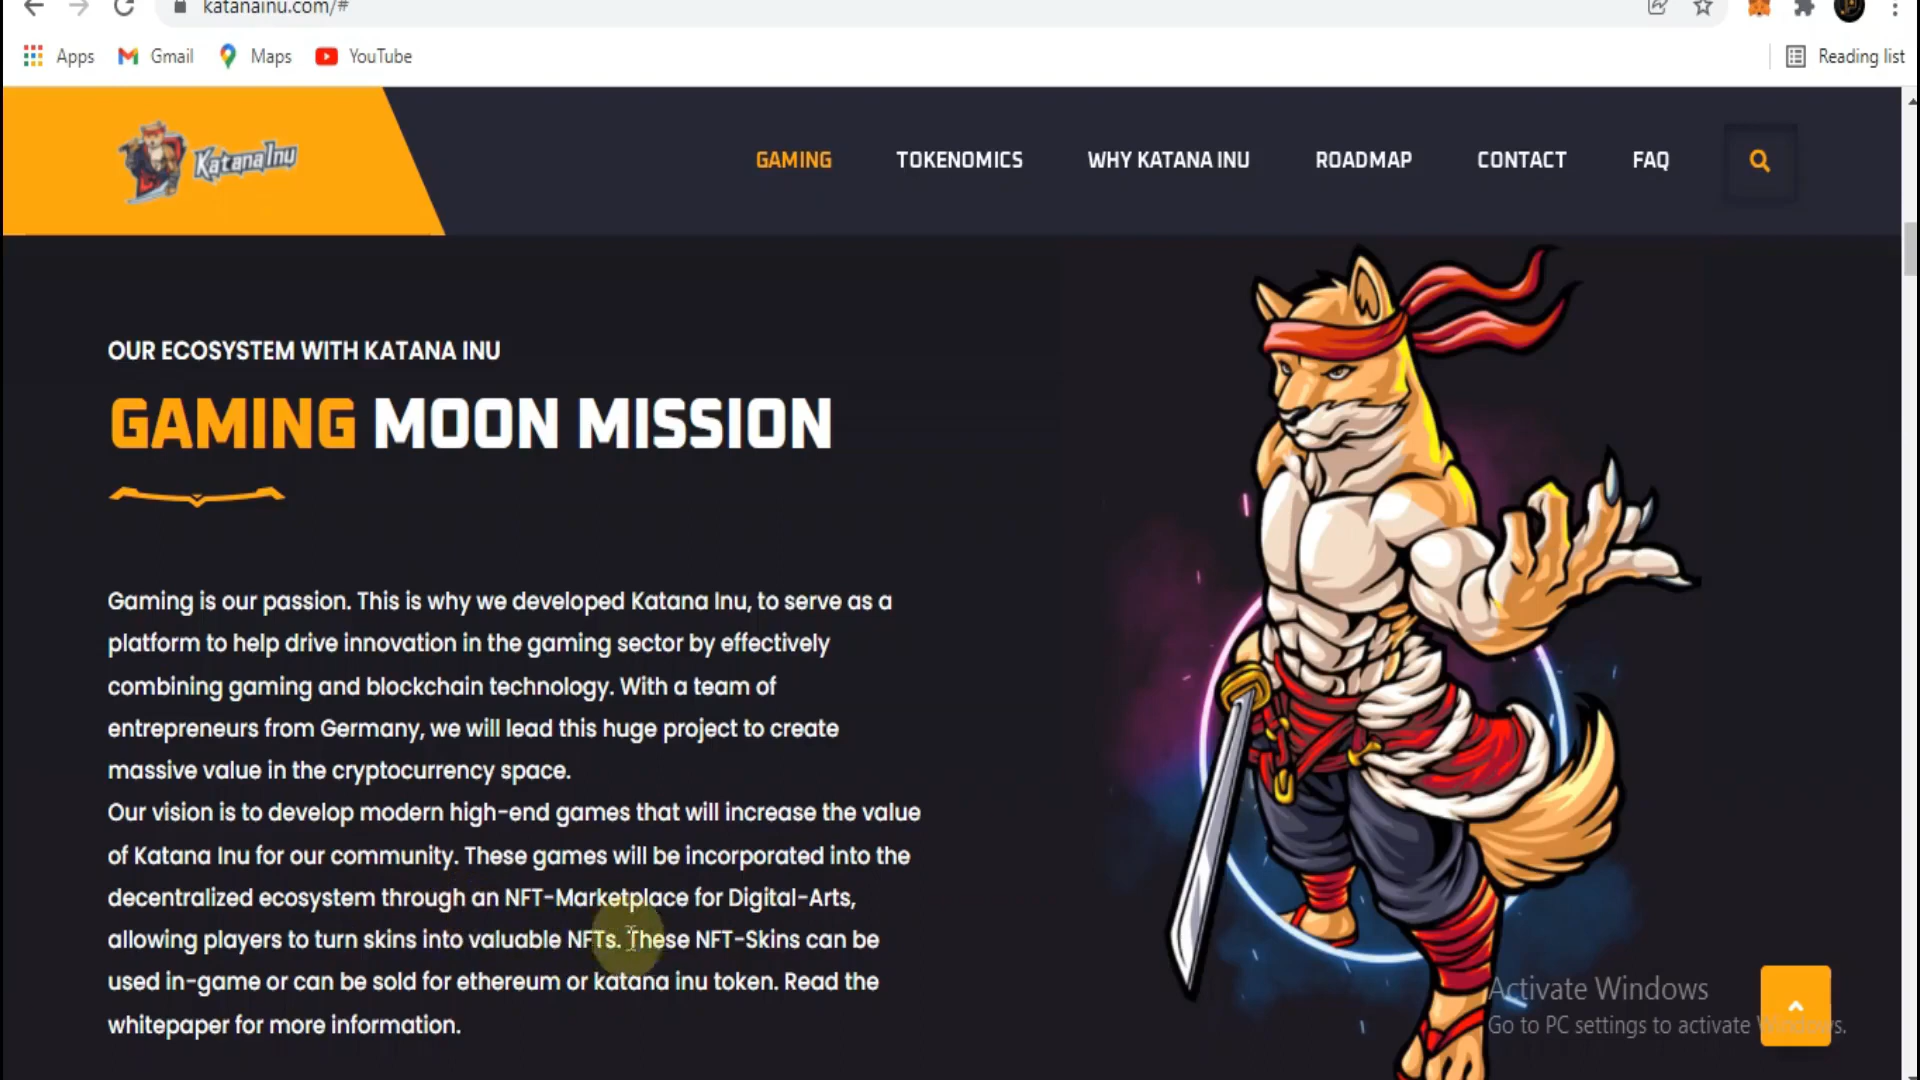 katanainu.com/#
Apps Gmail Maps YouTube Reading list
KatanaInu
GAMING TOKENOMICS WHY KATANA INU ROADMAP CONTACT FAQ
OUR ECOSYSTEM WITH KATANA INU
GAMING MOON MISSION
Gaming is our passion. This is why we developed Katana Inu, to serve as a
platform to help drive innovation in the gaming sector by effectively
combining gaming and blockchain technology. With a team of
entrepreneurs from Germany, we will lead this huge project to create
massive value in the cryptocurrency space.
Our vision is to develop modern high-end games that will increase the value
of Katana Inu for our community. These games will be incorporated into the
decentralized ecosystem through an NFT-Marketplace for Digital-Arts,
allowing players to turn skins into valuable NFTs. These NFT-Skins can be
used in-game or can be sold for ethereum or katana inu token. Read the
whitepaper for more information.
Activate Windows
Go to PC settings to activate Windows.